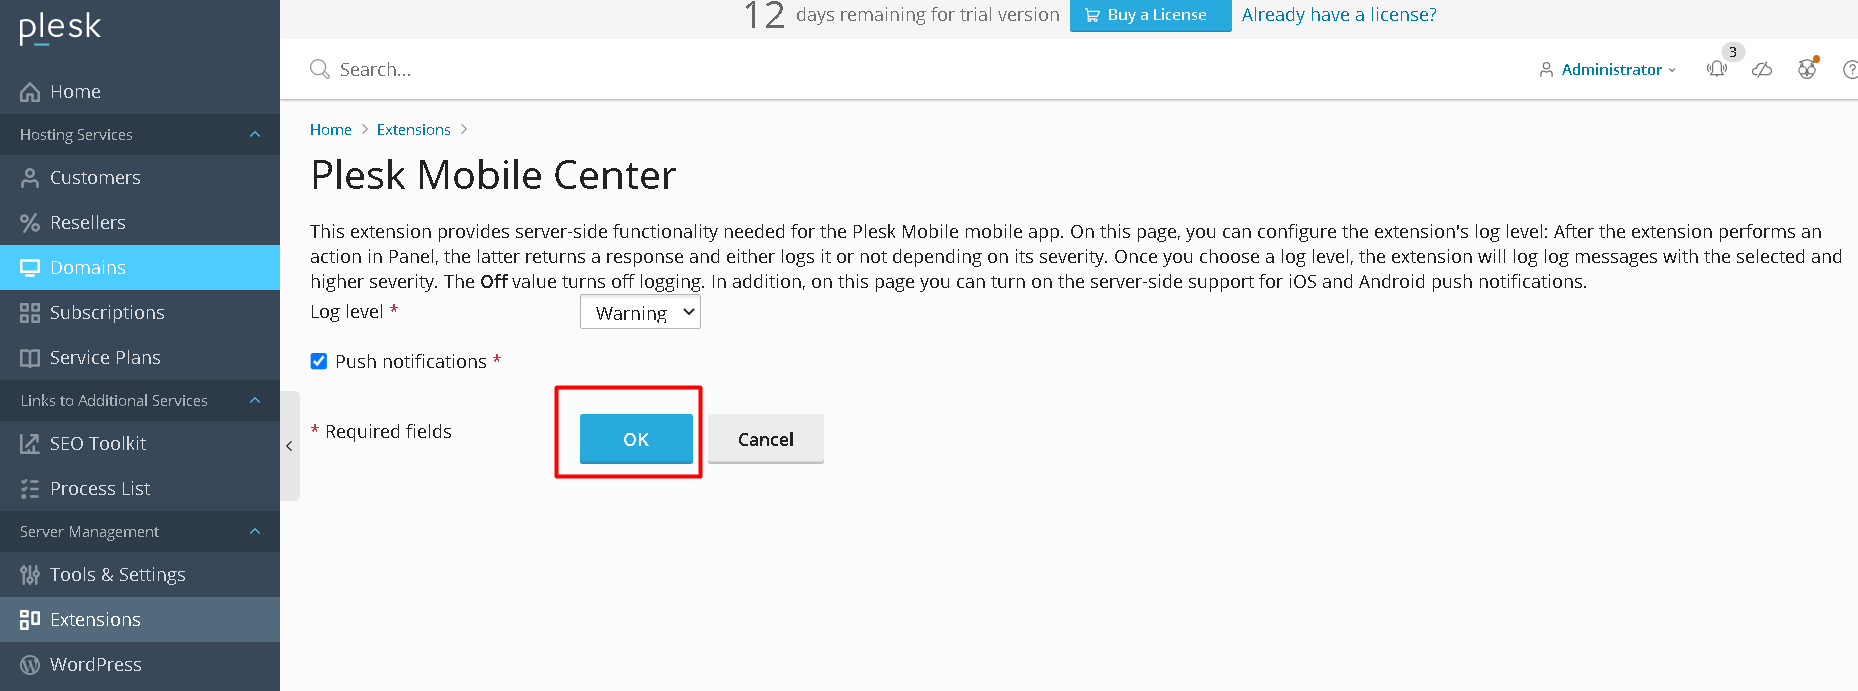 plesk
12 days remaining for trial version Buy a License Already have a license?
Search...
Administrator
3
Home
Hosting Services
Customers
Resellers
Domains
Subscriptions
Service Plans
Links to Additional Services
SEO Toolkit
Process List
Server Management
Tools & Settings
Extensions
WordPress
Home > Extensions >
Plesk Mobile Center
This extension provides server-side functionality needed for the Plesk Mobile mobile app. On this page, you can configure the extension's log level: After the extension performs an
action in Panel, the latter returns a response and either logs it or not depending on its severity. Once you choose a log level, the extension will log log messages with the selected and
higher severity. The Off value turns off logging. In addition, on this page you can turn on the server-side support for iOS and Android push notifications.
Log level * Warning
Push notifications *
* Required fields OK Cancel